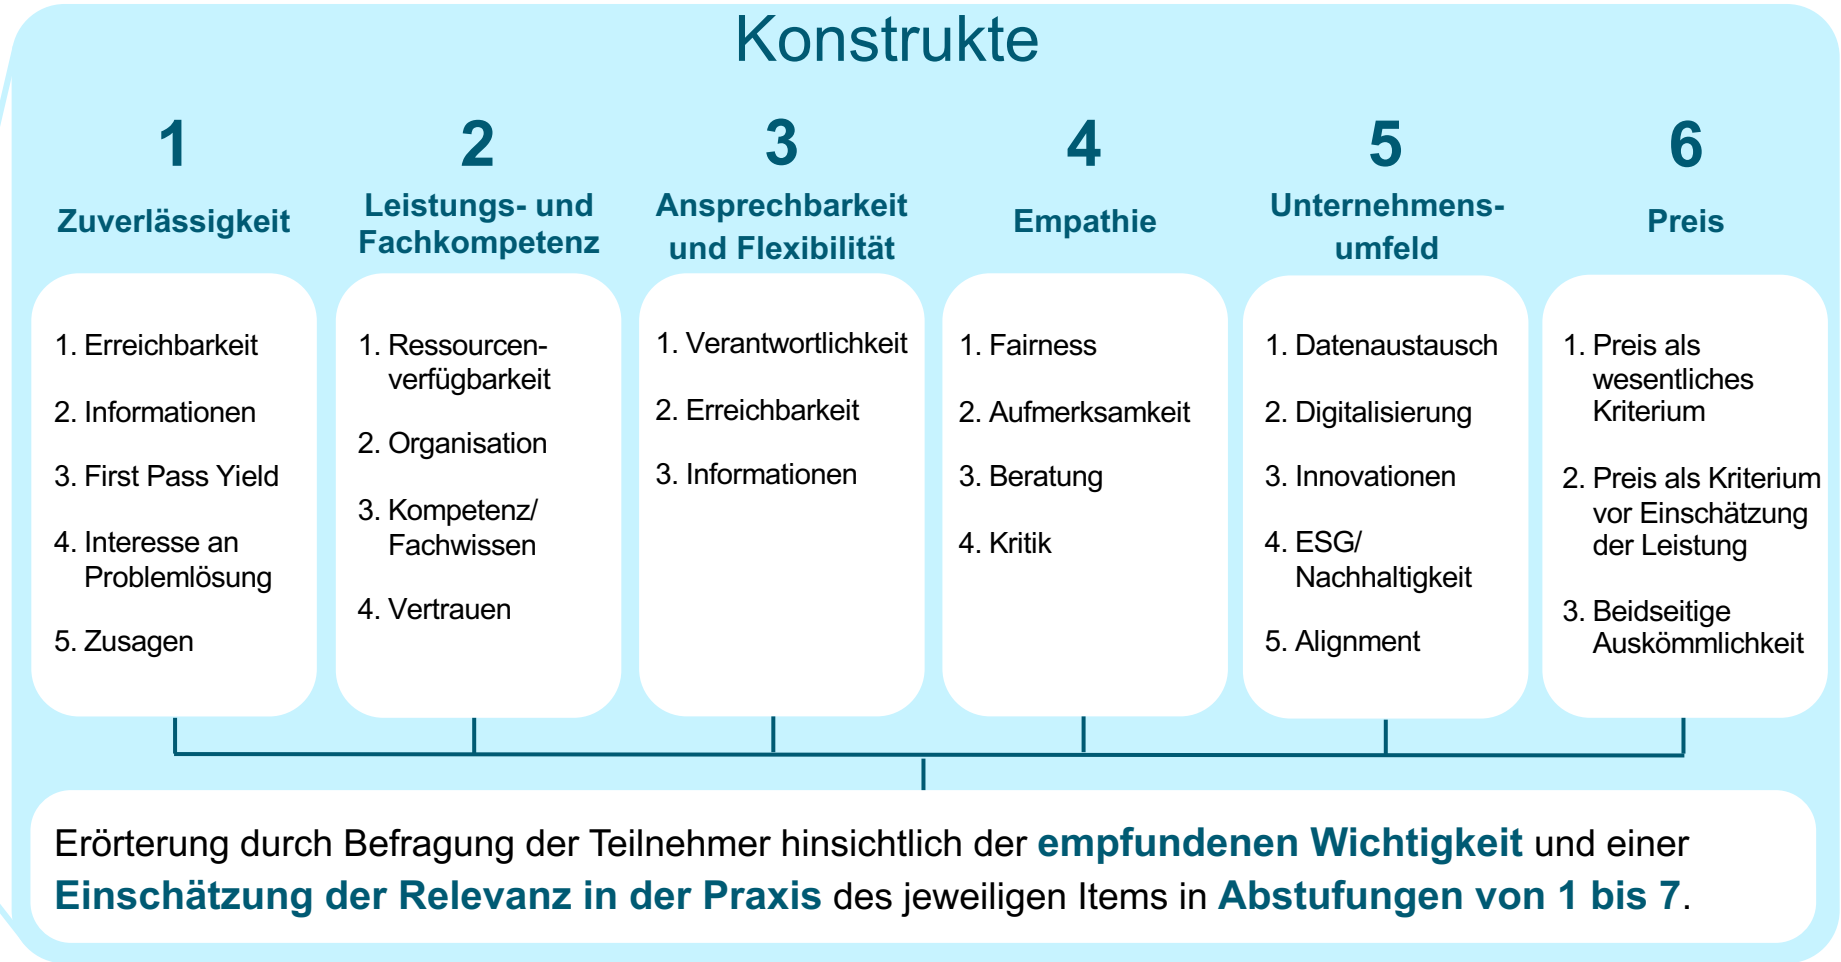 Konstrukte
1
Zuverlässigkeit
1. Erreichbarkeit
2. Informationen
3. First Pass Yield
4. Interesse an
Problemlösung
5. Zusagen
2
Leistungs- und
Fachkompetenz
1. Ressourcen-
verfügbarkeit
2. Organisation
3. Kompetenz/
Fachwissen
4. Vertrauen
3
Ansprechbarkeit
und Flexibilität
1. Verantwortlichkeit
2. Erreichbarkeit
3. Informationen
4
Empathie
1. Fairness
2. Aufmerksamkeit
3. Beratung
4. Kritik
5
Unternehmens-
umfeld
1. Datenaustausch
2. Digitalisierung
3. Innovationen
4. ESG/
Nachhaltigkeit
5. Alignment
6
Preis
1. Preis als
wesentliches
Kriterium
2. Preis als Kriterium
vor Einschätzung
der Leistung
3. Beidseitige
Auskömmlichkeit
Erörterung durch Befragung der Teilnehmer hinsichtlich der empfundenen Wichtigkeit und einer
Einschätzung der Relevanz in der Praxis des jeweiligen Items in Abstufungen von 1 bis 7.